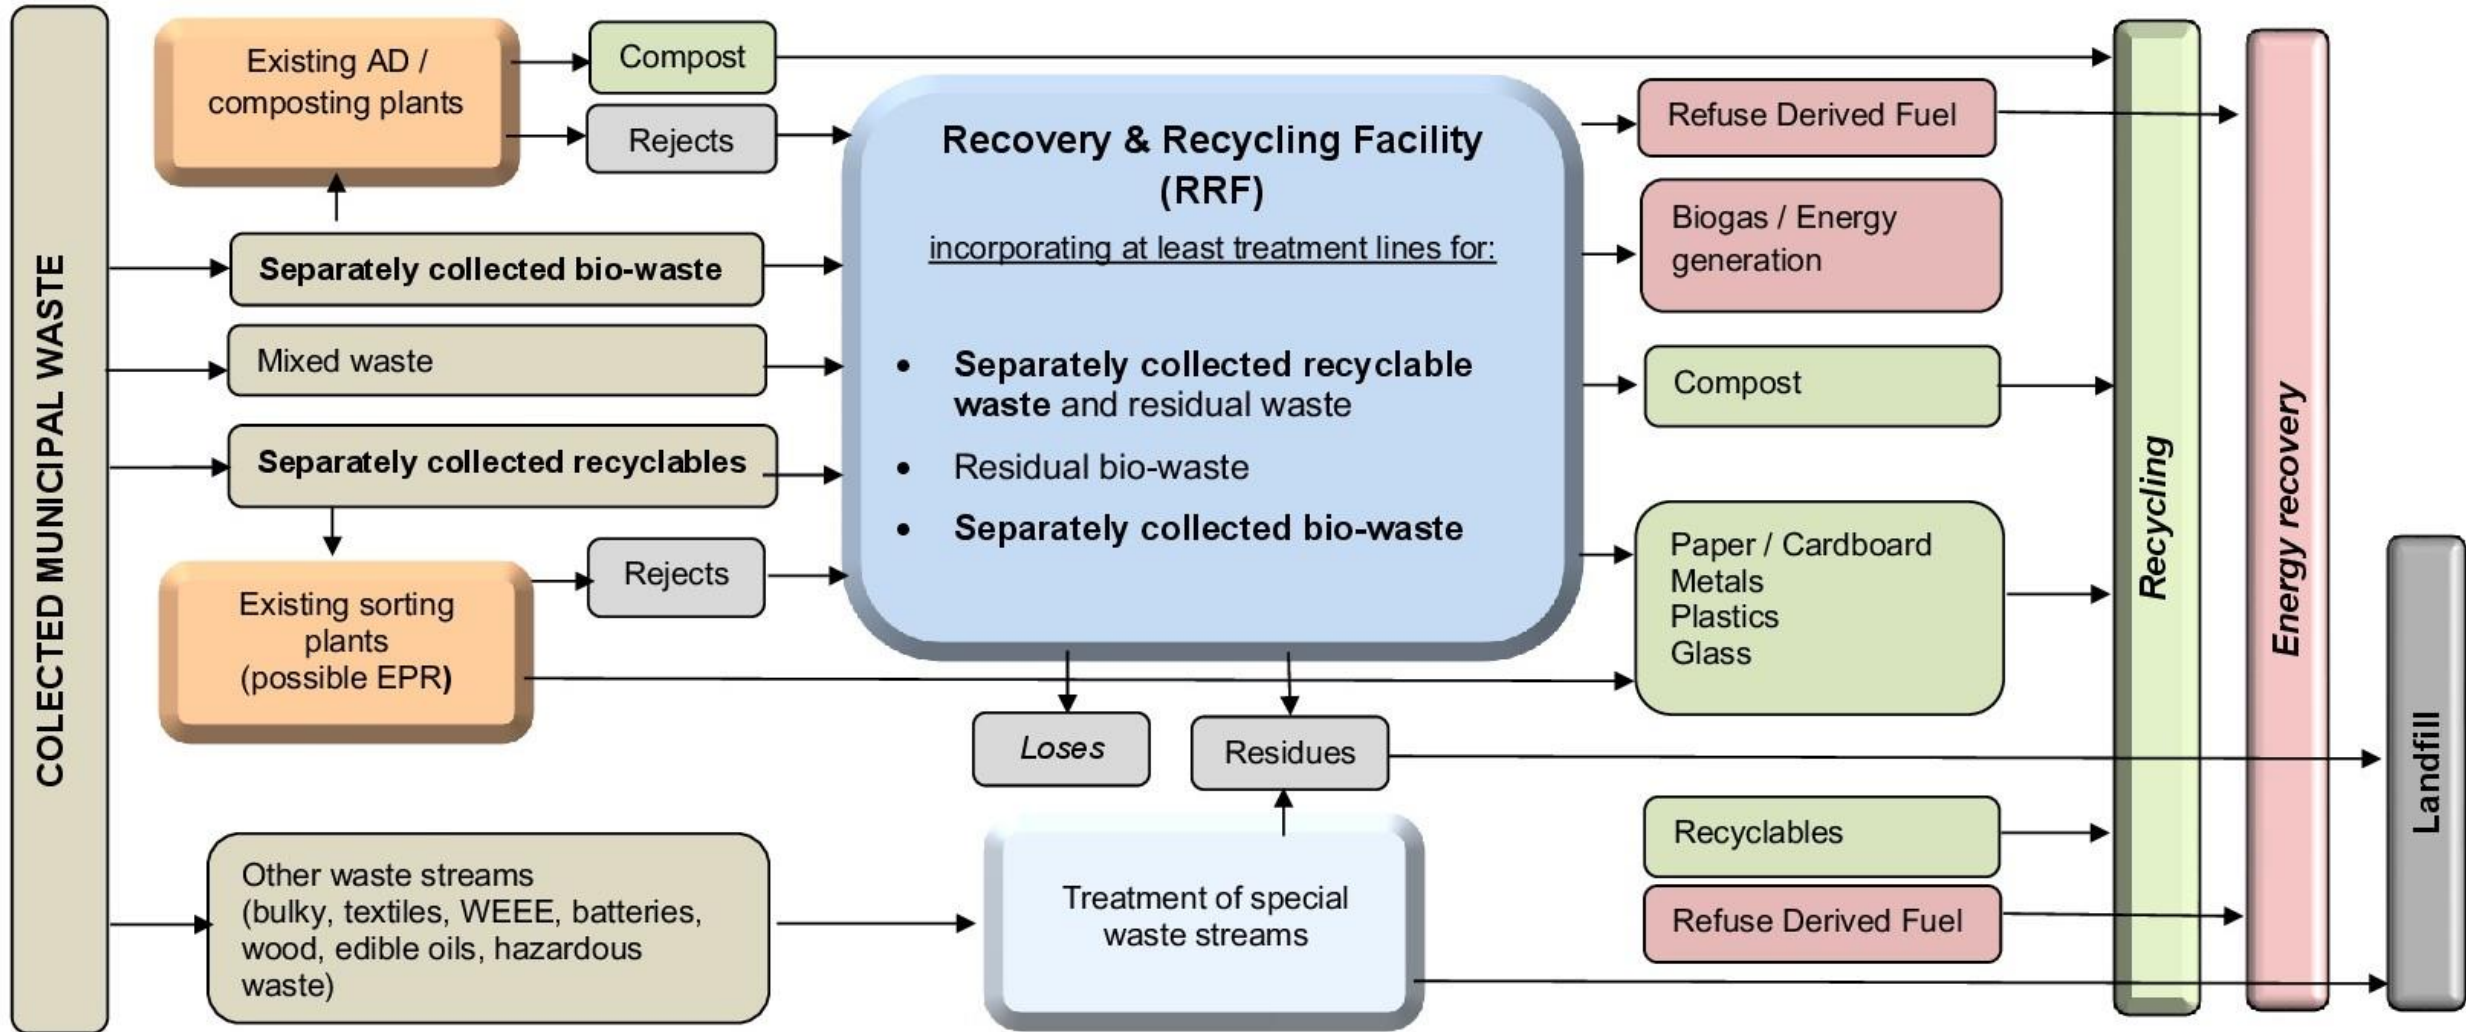 COLECTED MUNICIPAL WASTE
Existing AD /
composting plants
Compost
Rejects
Separately collected bio-waste
Mixed waste
Separately collected recyclables
Existing sorting
plants
(possible EPR)
Rejects
Other waste streams
(bulky, textiles, WEEE, batteries,
wood, edible oils, hazardous
waste)
Recovery & Recycling Facility
(RRF)
incorporating at least treatment lines for:
• Separately collected recyclable
waste and residual waste
• Residual bio-waste
• Separately collected bio-waste
Loses
Residues
Treatment of special
waste streams
Refuse Derived Fuel
Biogas / Energy
generation
Compost
Paper / Cardboard
Metals
Plastics
Glass
Recyclables
Refuse Derived Fuel
Recycling
Energy recovery
Landfill